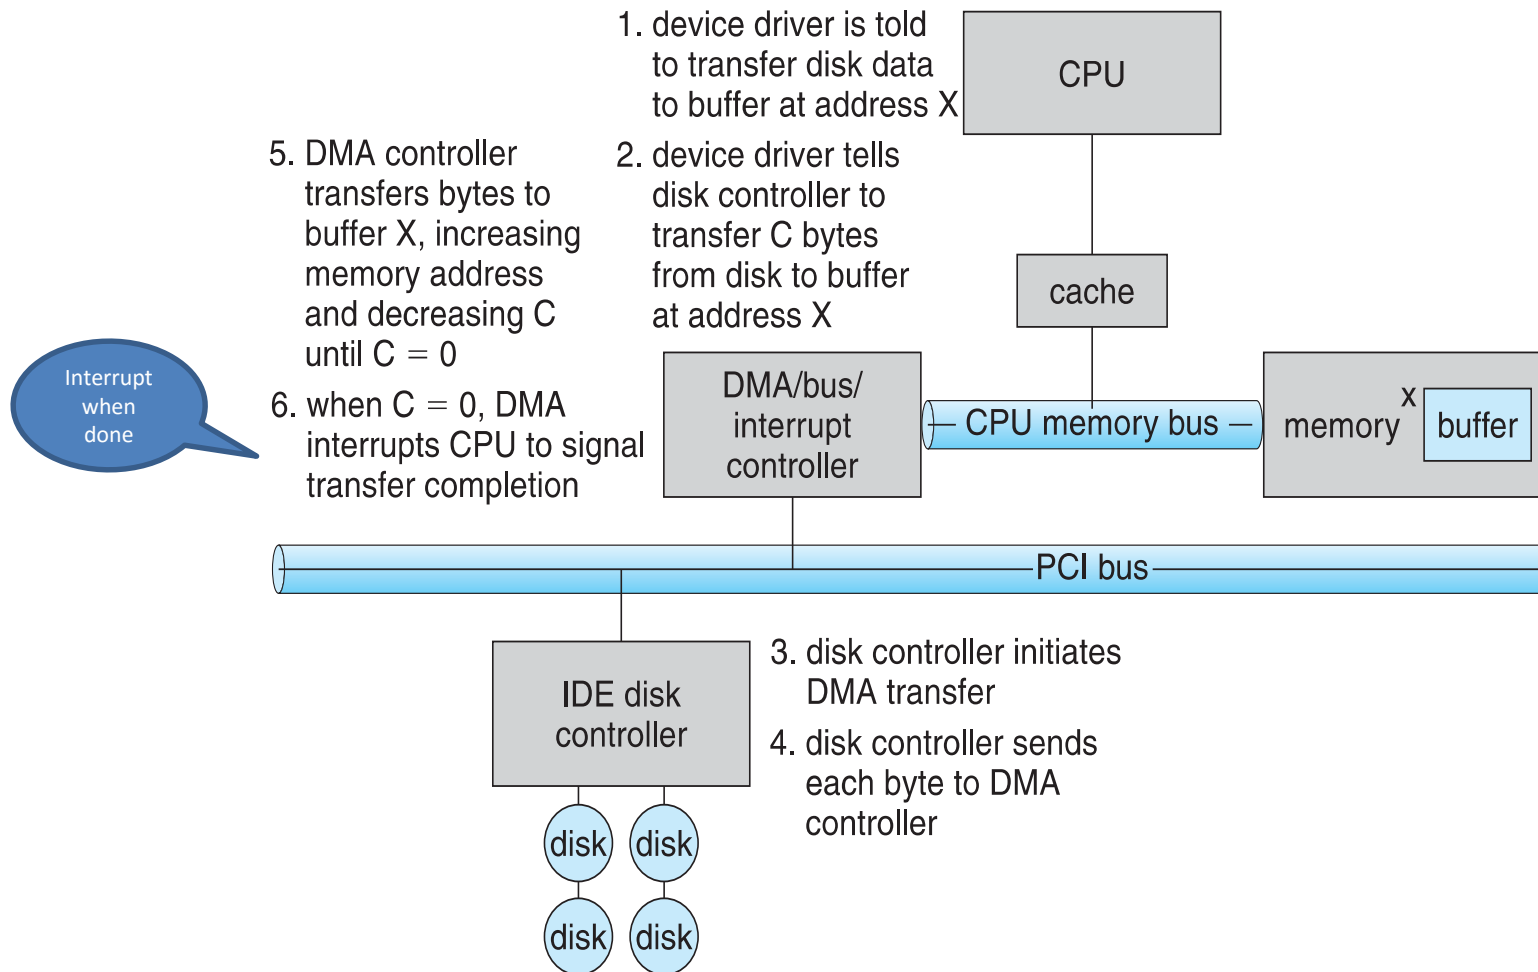 1. device driver is told
to transfer disk data
to buffer at address X
CPU
5. DMA controller
transfers bytes to
buffer X, increasing
memory address
and decreasing C
until C = 0
2. device driver tells
disk controller to
transfer C bytes
from disk to buffer
at address X
cache
Interrupt
when
done
6. when C = 0, DMA
interrupts CPU to signal
transfer completion
DMA/bus/
interrupt
controller
CPU memory bus
memory
x
buffer
PCI bus
IDE disk
controller
3. disk controller initiates
DMA transfer
4. disk controller sends
each byte to DMA
controller
disk
disk
disk
disk